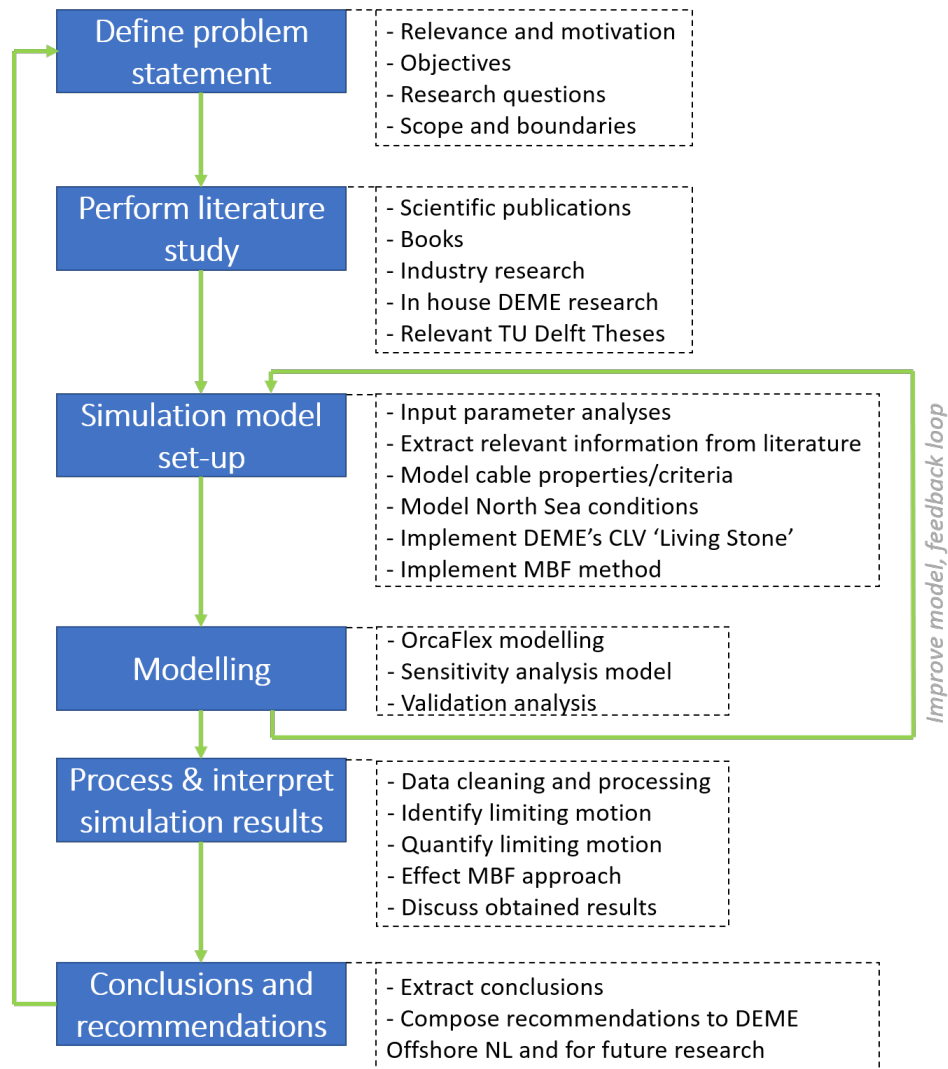 Define problem
statement
- Relevance and motivation
- Objectives
- Research questions
- Scope and boundaries
Perform literature
study
- Scientific publications
- Books
- Industry research
- In house DEME research
- Relevant TU Delft Theses
Simulation model
set-up
- Input parameter analyses
- Extract relevant information from literature
- Model cable properties/criteria
- Model North Sea conditions
- Implement DEME’s CLV ‘Living Stone’
- Implement MBF method
Improve model, feedback loop
Modelling
- OrcaFlex modelling
- Sensitivity analysis model
- Validation analysis
Process & interpret
simulation results
- Data cleaning and processing
- Identify limiting motion
- Quantify limiting motion
- Effect MBF approach
- Discuss obtained results
Conclusions and
recommendations
- Extract conclusions
- Compose recommendations to DEME
Offshore NL and for future research